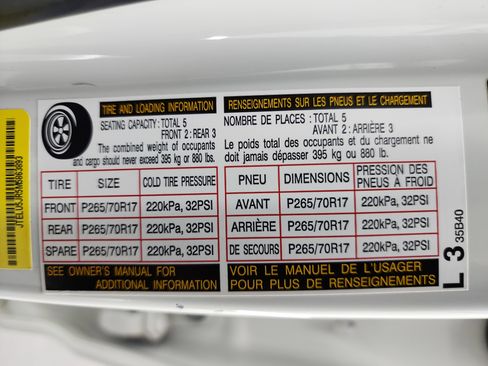 TIRE AND LOADING INFORMATION
SEATING CAPACITY: TOTAL 5
FRONT 2: REAR 3
The combined weight of occupants
and cargo should never exceed 395 kg or 880 lbs.
TIRE SIZE COLD TIRE PRESSURE
FRONT P265/70R17 220kPa, 32PSI
REAR P265/70R17 220kPa, 32PSI
SPARE P265/70R17 220kPa, 32PSI
SEE OWNER'S MANUAL FOR
ADDITIONAL INFORMATION
RENSEIGNEMENTS SUR LES PNEUS ET LE CHARGEMENT
NOMBRE DE PLACES : TOTAL 5
AVANT 2 : ARRIÈRE 3
Le poids total des occupants et du chargement ne
doit jamais dépasser 395 kg ou 880 lb.
PNEU DIMENSIONS PRESSION DES
PNEUS À FROID
AVANT P265/70R17 220kPa, 32PSI
ARRIÈRE P265/70R17 220kPa, 32PSI
DE SECOURS P265/70R17 220kPa, 32PSI
VOIR LE MANUEL DE L'USAGER
POUR PLUS DE RENSEIGNEMENTS
L 3 35B40